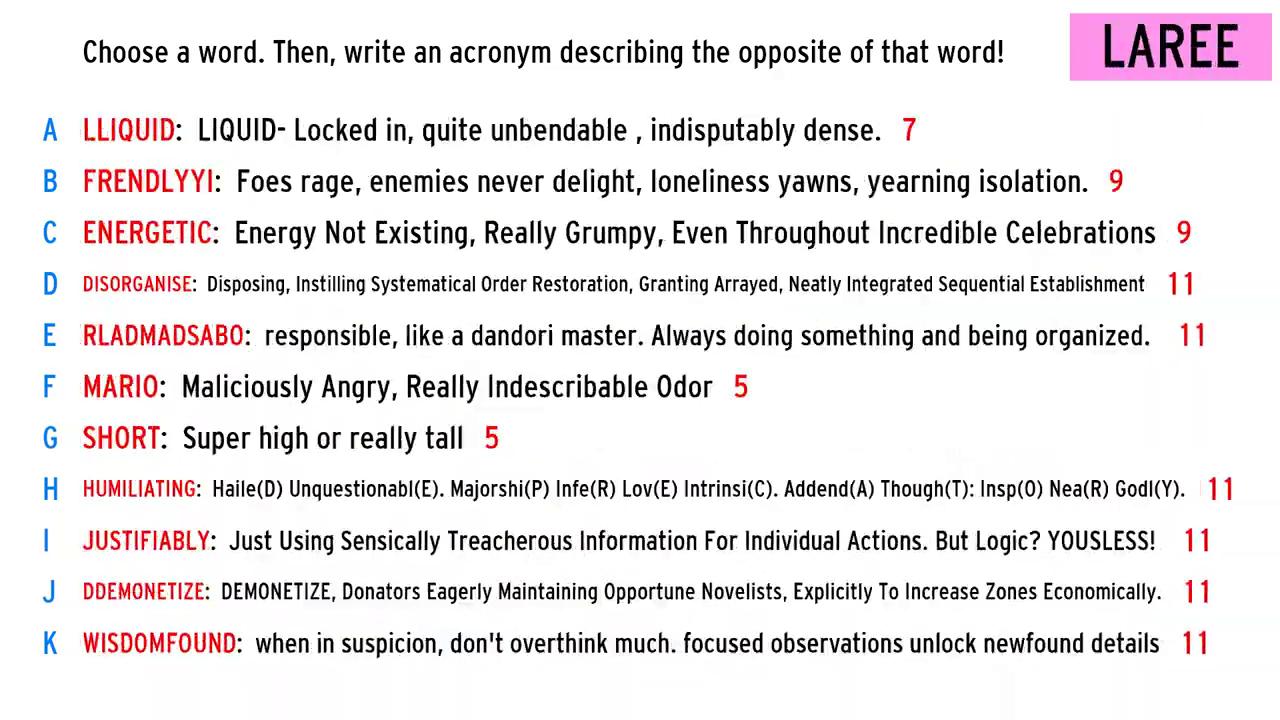 Choose a word. Then, write an acronym describing the opposite of that word!
LAREE
A LLIQUID: LIQUID- Locked in, quite unbendable , indisputably dense. 7
B FRENDLYYI: Foes rage, enemies never delight, loneliness yawns, yearning isolation. 9
C ENERGETIC: Energy Not Existing, Really Grumpy, Even Throughout Incredible Celebrations 9
D DISORGANISE: Disposing, Instilling Systematical Order Restoration, Granting Arrayed, Neatly Integrated Sequential Establishment 11
E RLADMADSABO: responsible, like a dandori master. Always doing something and being organized. 11
F MARIO: Maliciously Angry, Really Indescribable Odor 5
G SHORT: Super high or really tall 5
H HUMILIATING: Haile(D) Unquestionabl(E). Majorshi(P) Infe(R) Lov(E) Intrinsi(C). Addend(A) Though(T): Insp(O) Nea(R) Godl(Y). 11
I JUSTIFIABLY: Just Using Sensically Treacherous Information For Individual Actions. But Logic? YOUSLESS! 11
J DDEMONETIZE: DEMONETIZE, Donators Eagerly Maintaining Opportune Novelists, Explicitly To Increase Zones Economically. 11
K WISDOMFOUND: when in suspicion, don't overthink much. focused observations unlock newfound details 11